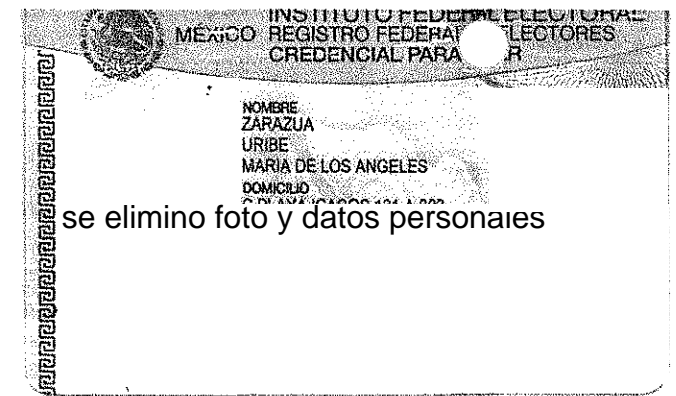 INSTITUTO FEDERAL ELECTORAL
MEXICO REGISTRO FEDERAL ELECTORES
CREDENCIAL PARA R
NOMBRE
ZARAZUA
URIBE
MARIA DE LOS ANGELES
DOMICILIO
se elimino foto y datos personales